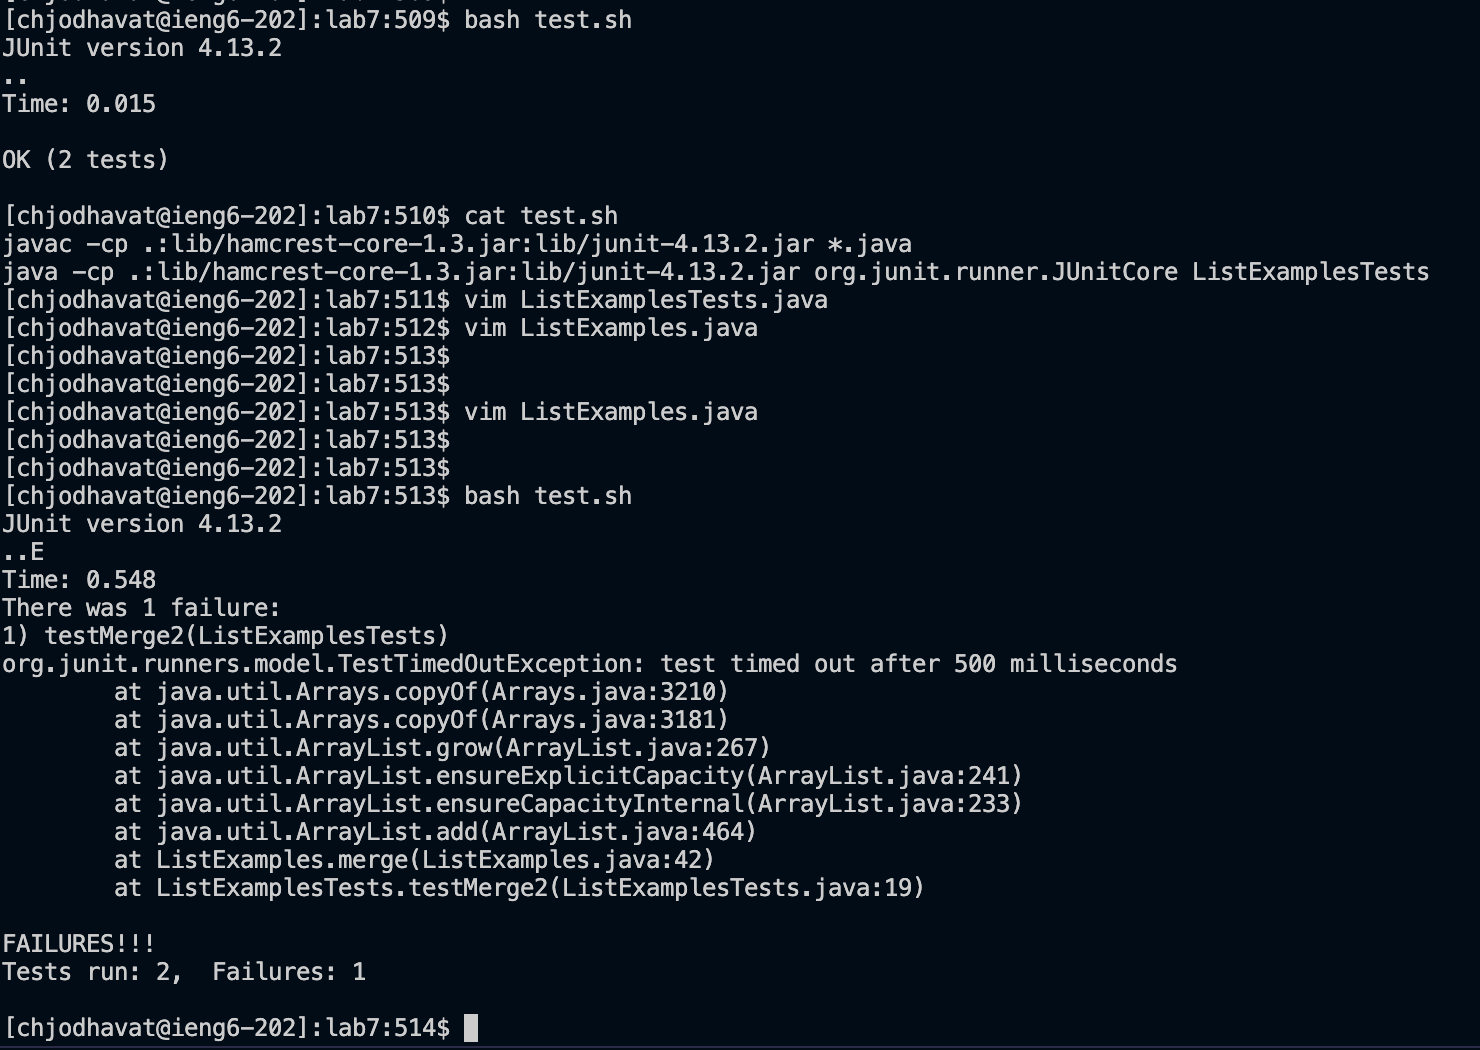 [chjodhavat@ieng6-202]:lab7:509$ bash test.sh
JUnit version 4.13.2
..
Time: 0.015
OK (2 tests)
[chjodhavat@ieng6-202]:lab7:510$ cat test.sh
javac -cp .:lib/hamcrest-core-1.3.jar:lib/junit-4.13.2.jar *.java
java -cp .:lib/hamcrest-core-1.3.jar:lib/junit-4.13.2.jar org.junit.runner.JUnitCore ListExamplesTests
[chjodhavat@ieng6-202]:lab7:511$ vim ListExamplesTests.java
[chjodhavat@ieng6-202]:lab7:512$ vim ListExamples.java
[chjodhavat@ieng6-202]:lab7:513$
[chjodhavat@ieng6-202]:lab7:513$
[chjodhavat@ieng6-202]:lab7:513$ vim ListExamples.java
[chjodhavat@ieng6-202]:lab7:513$
[chjodhavat@ieng6-202]:lab7:513$
[chjodhavat@ieng6-202]:lab7:513$ bash test.sh
JUnit version 4.13.2
..E
Time: 0.548
There was 1 failure:
1) testMerge2(ListExamplesTests)
org.junit.runners.model.TestTimedOutException: test timed out after 500 milliseconds
at java.util.Arrays.copyOf(Arrays.java:3210)
at java.util.Arrays.copyOf(Arrays.java:3181)
at java.util.ArrayList.grow(ArrayList.java:267)
at java.util.ArrayList.ensureExplicitCapacity(ArrayList.java:241)
at java.util.ArrayList.ensureCapacityInternal(ArrayList.java:233)
at java.util.ArrayList.add(ArrayList.java:464)
at ListExamples.merge(ListExamples.java:42)
at ListExamplesTests.testMerge2(ListExamplesTests.java:19)
FAILURES!!!
Tests run: 2,  Failures: 1
[chjodhavat@ieng6-202]:lab7:514$